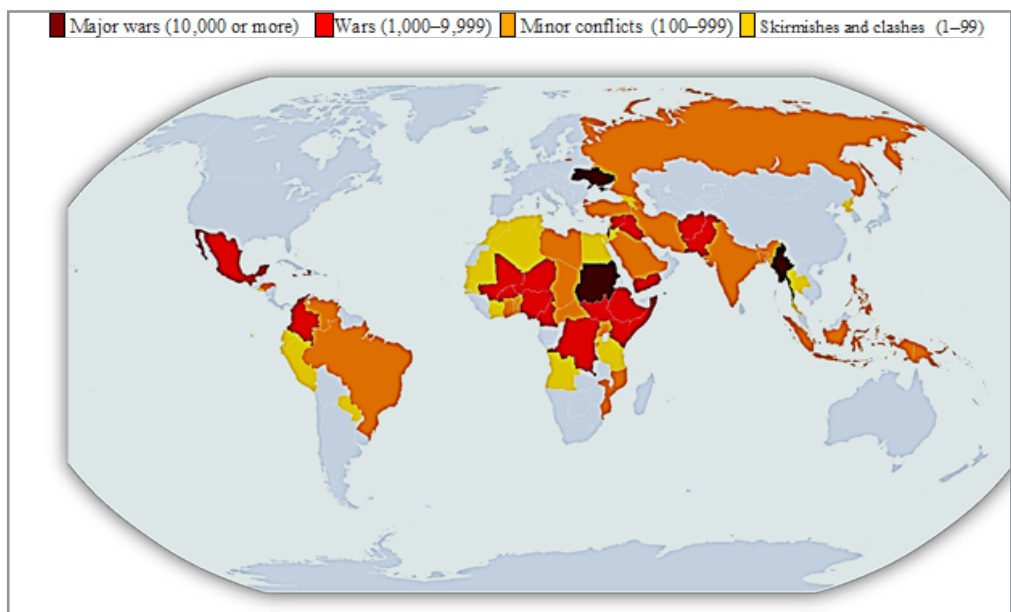 Major wars (10,000 or more) Wars (1,000–9,999) Minor conflicts (100–999) Skirmishes and clashes (1–99)